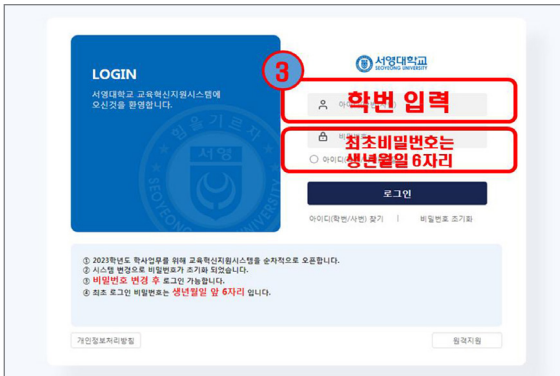 LOGIN
서영대학교 교육혁신지원시스템에
오신것을 환영합니다.
힘을 기르자
서영
SEOYEONG UNIVERSITY
3
서영대학교
SEOYEONG UNIVERSITY
학번 입력
최초비밀번호는
생년월일 6자리
로그인
아이디(학번/사번) 찾기 | 비밀번호 초기화
① 2023학년도 학사업무를 위해 교육혁신지원시스템을 순차적으로 오픈합니다.
② 시스템 변경으로 비밀번호가 초기화 되었습니다.
③ 비밀번호 변경 후 로그인 가능합니다.
④ 최초 로그인 비밀번호는 생년월일 앞 6자리 입니다.
개인정보처리방침
원격지원